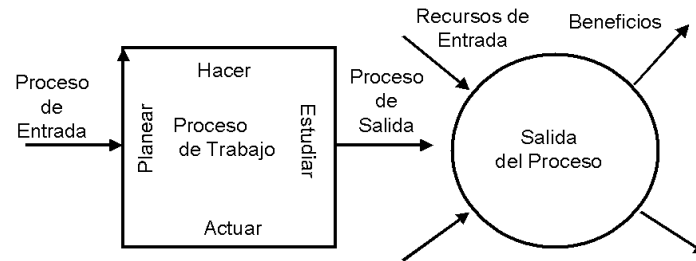 Proceso
de
Entrada
Hacer
Planear
Proceso
de Trabajo
Estudiar
Actuar
Proceso
de
Salida
Recursos de
Entrada
Beneficios
Salida
del Proceso